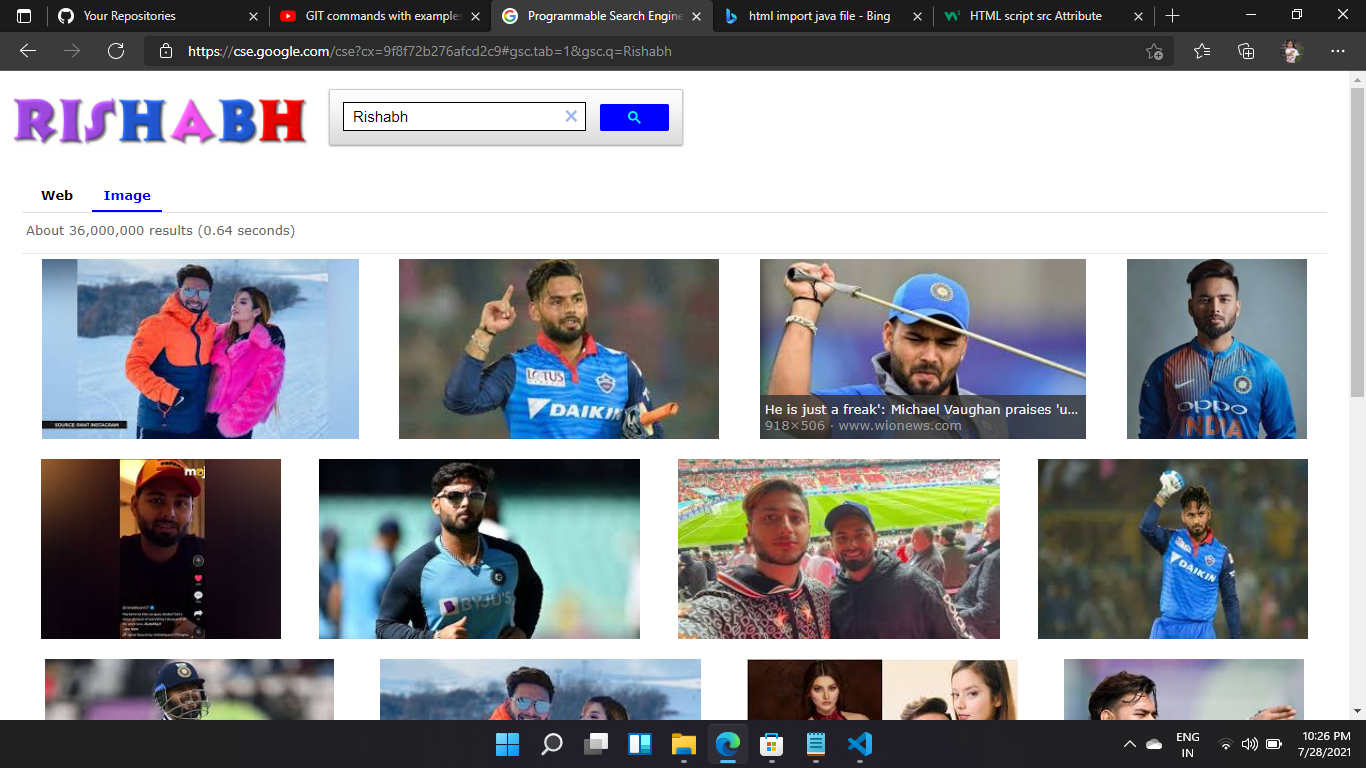 Your Repositories
GIT commands with example
Programmable Search Engine
html import java file - Bing
HTML script src Attribute
https://cse.google.com/cse?cx=9f8f72b276afcd2c9#gsc.tab=1&gsc.q=Rishabh
RISHABH
Rishabh
Web
Image
About 36,000,000 results (0.64 seconds)
SOURCE: PANT INSTAGRAM
LOTUS
DAIKIN
He is just a freak': Michael Vaughan praises 'u...
918×506 · www.wionews.com
oppo
INDIA
BYJU'S
DAIKIN
ENG
IN
10:26 PM
7/28/2021